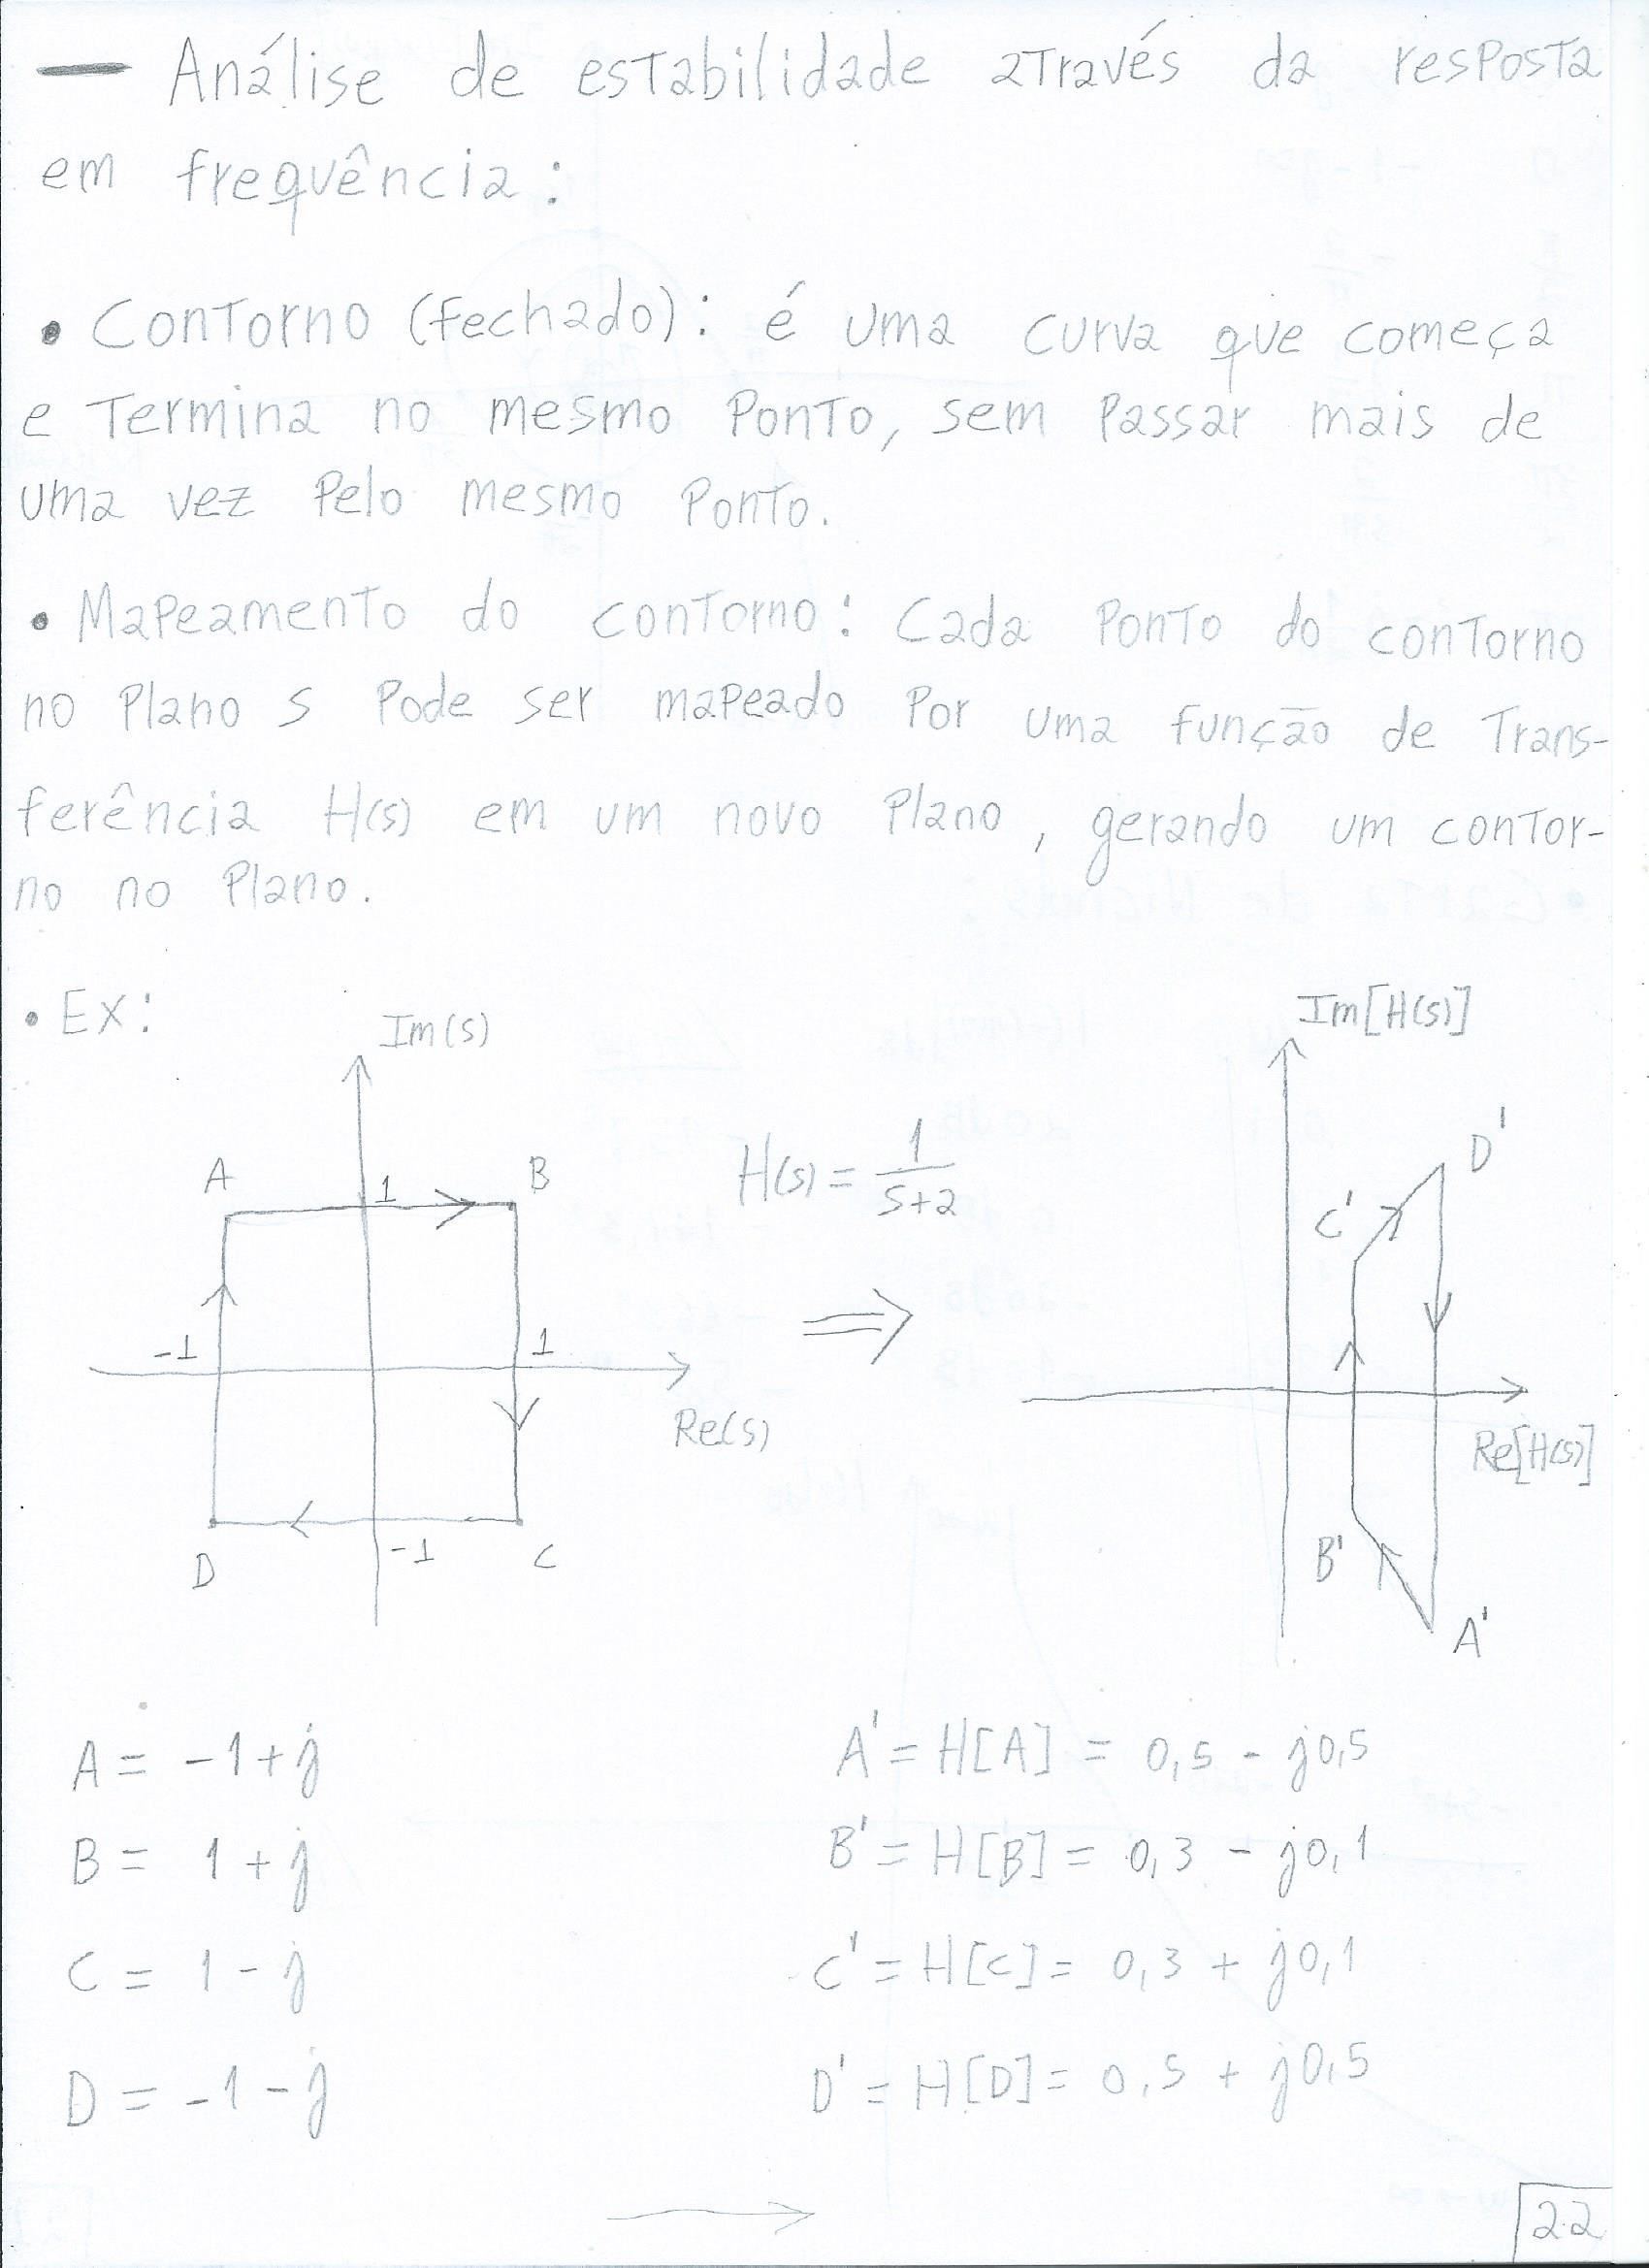 — Análise de estabilidade através da resposta
em frequência:
• Contorno (fechado): é uma curva que começa
e termina no mesmo ponto, sem passar mais de
uma vez pelo mesmo ponto.
• Mapeamento do contorno: Cada ponto do contorno
no plano s pode ser mapeado por uma função de trans-
ferência H(s) em um novo plano, gerando um contor-
no no plano.
• Ex:
Im(s)
A
1
B
-1
1
Re(s)
D
-1
C
H(s) = 1/(s+2)
⇒
Im[H(s)]
D'
C'
Re[H(s)]
B'
A'
A = -1+j
A' = H[A] = 0,5 - j0,5
B = 1+j
B' = H[B] = 0,3 - j0,1
C = 1-j
C' = H[C] = 0,3 + j0,1
D = -1-j
D' = H[D] = 0,5 + j0,5
22